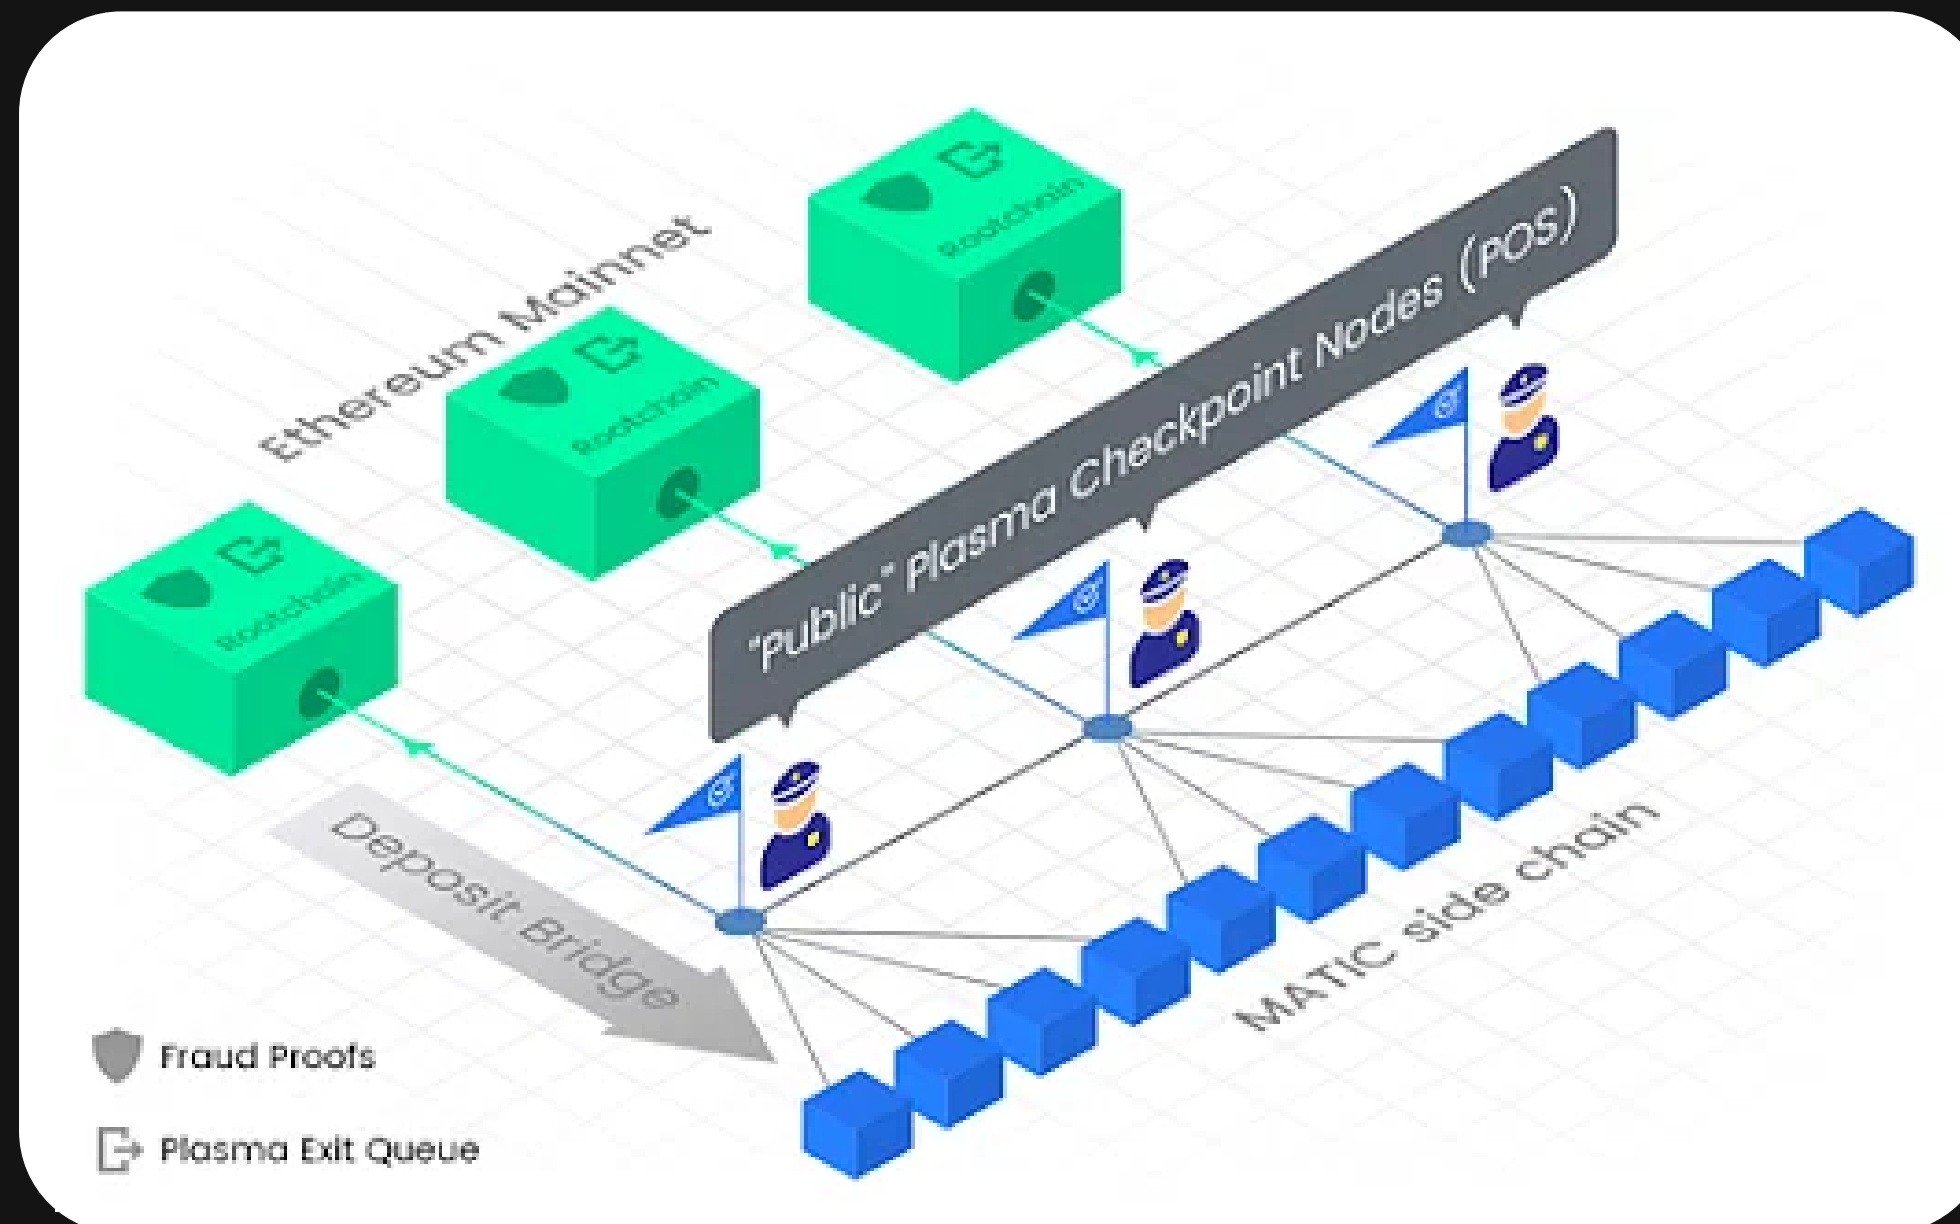 Ethereum Mainnet
Rootchain
Rootchain
Rootchain
"Public" Plasma Checkpoint Nodes (POS)
Deposit Bridge
MATIC side chain
Fraud Proofs
Plasma Exit Queue